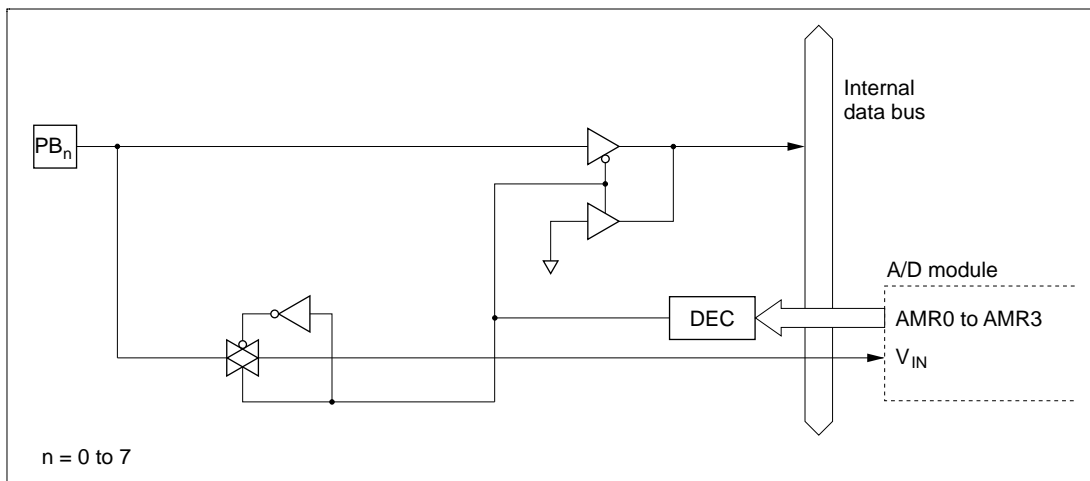 Internal
data bus
PBn
A/D module
DEC
AMR0 to AMR3
VIN
n = 0 to 7